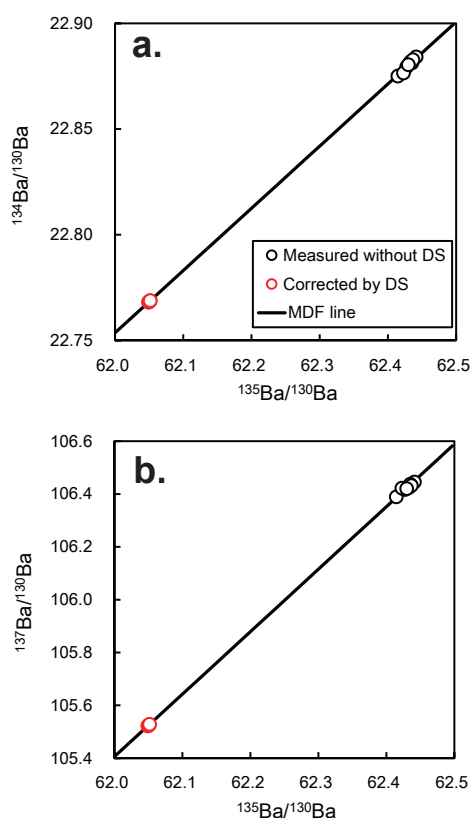 a.
22.90
22.85
22.80
22.75
¹³⁴Ba/¹³⁰Ba
Measured without DS
Corrected by DS
MDF line
62.0 62.1 62.2 62.3 62.4 62.5
¹³⁵Ba/¹³⁰Ba
b.
106.6
106.4
106.2
106.0
105.8
105.6
105.4
¹³⁷Ba/¹³⁰Ba
62.0 62.1 62.2 62.3 62.4 62.5
¹³⁵Ba/¹³⁰Ba